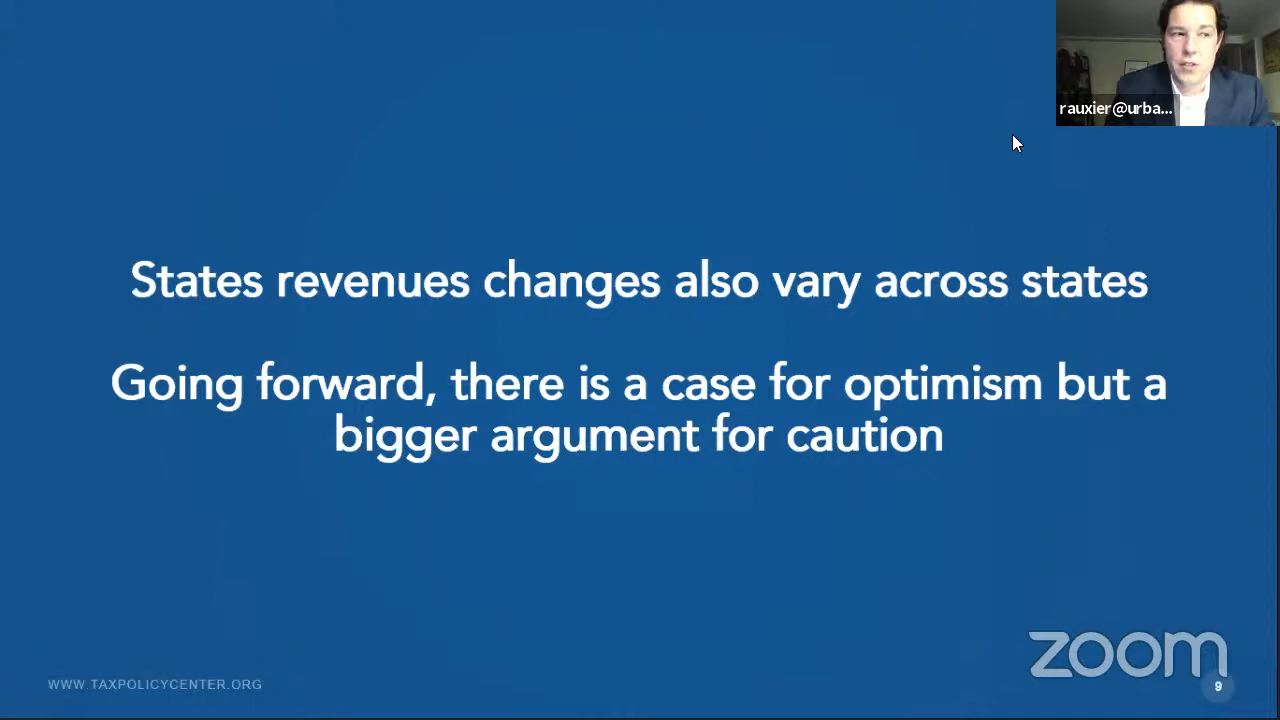 rauxier@urba...
States revenues changes also vary across states
Going forward, there is a case for optimism but a
bigger argument for caution
zoom
WWW.TAXPOLICYCENTER.ORG
9